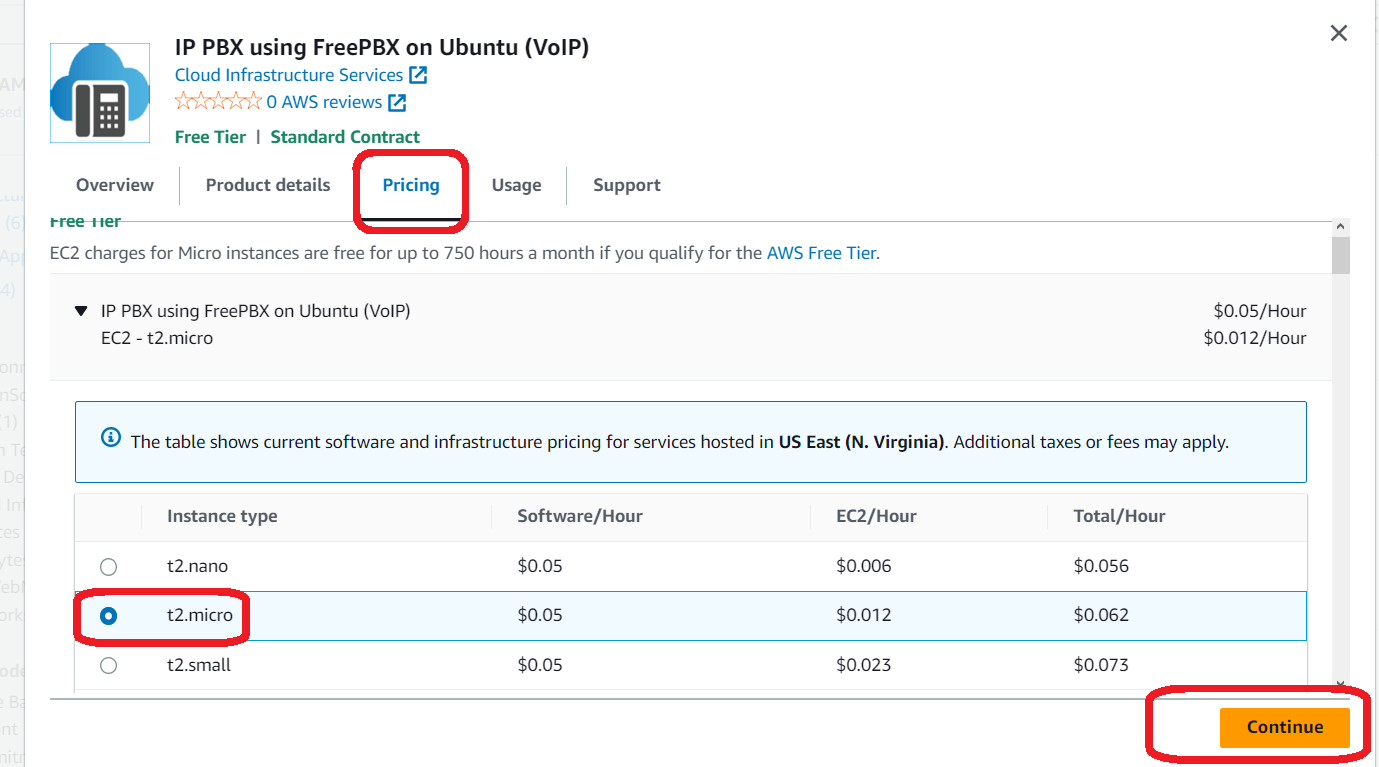 IP PBX using FreePBX on Ubuntu (VoIP)
Cloud Infrastructure Services
0 AWS reviews
Free Tier | Standard Contract
Overview Product details Pricing Usage Support
Free Tier
EC2 charges for Micro instances are free for up to 750 hours a month if you qualify for the AWS Free Tier.
IP PBX using FreePBX on Ubuntu (VoIP) $0.05/Hour
EC2 - t2.micro $0.012/Hour
The table shows current software and infrastructure pricing for services hosted in US East (N. Virginia). Additional taxes or fees may apply.
Instance type Software/Hour EC2/Hour Total/Hour
t2.nano $0.05 $0.006 $0.056
t2.micro $0.05 $0.012 $0.062
t2.small $0.05 $0.023 $0.073
Continue